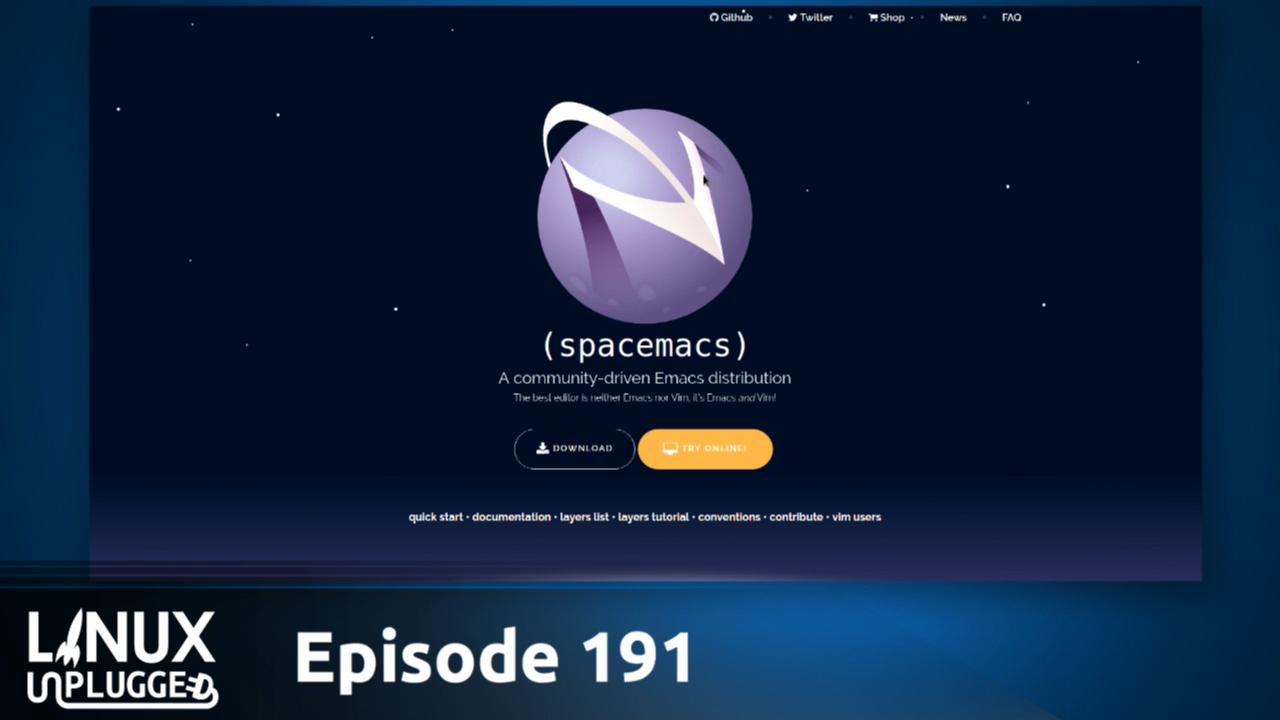 Github • Twitter • Shop • • News • FAQ
(spacemacs)
A community-driven Emacs distribution
The best editor is neither Emacs nor Vim, it's Emacs and Vim!
DOWNLOAD TRY ONLINE!
quick start • documentation • layers list • layers tutorial • conventions • contribute • vim users
LINUX
UNPLUGGED
Episode 191